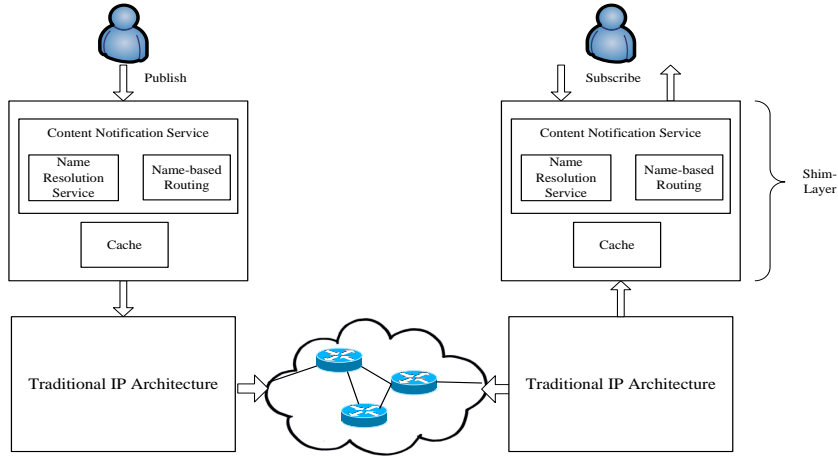 Publish
Content Notification Service
Name
Resolution
Service
Name-based
Routing
Cache
Traditional IP Architecture
Subscribe
Content Notification Service
Name
Resolution
Service
Name-based
Routing
Cache
Traditional IP Architecture
Shim-
Layer